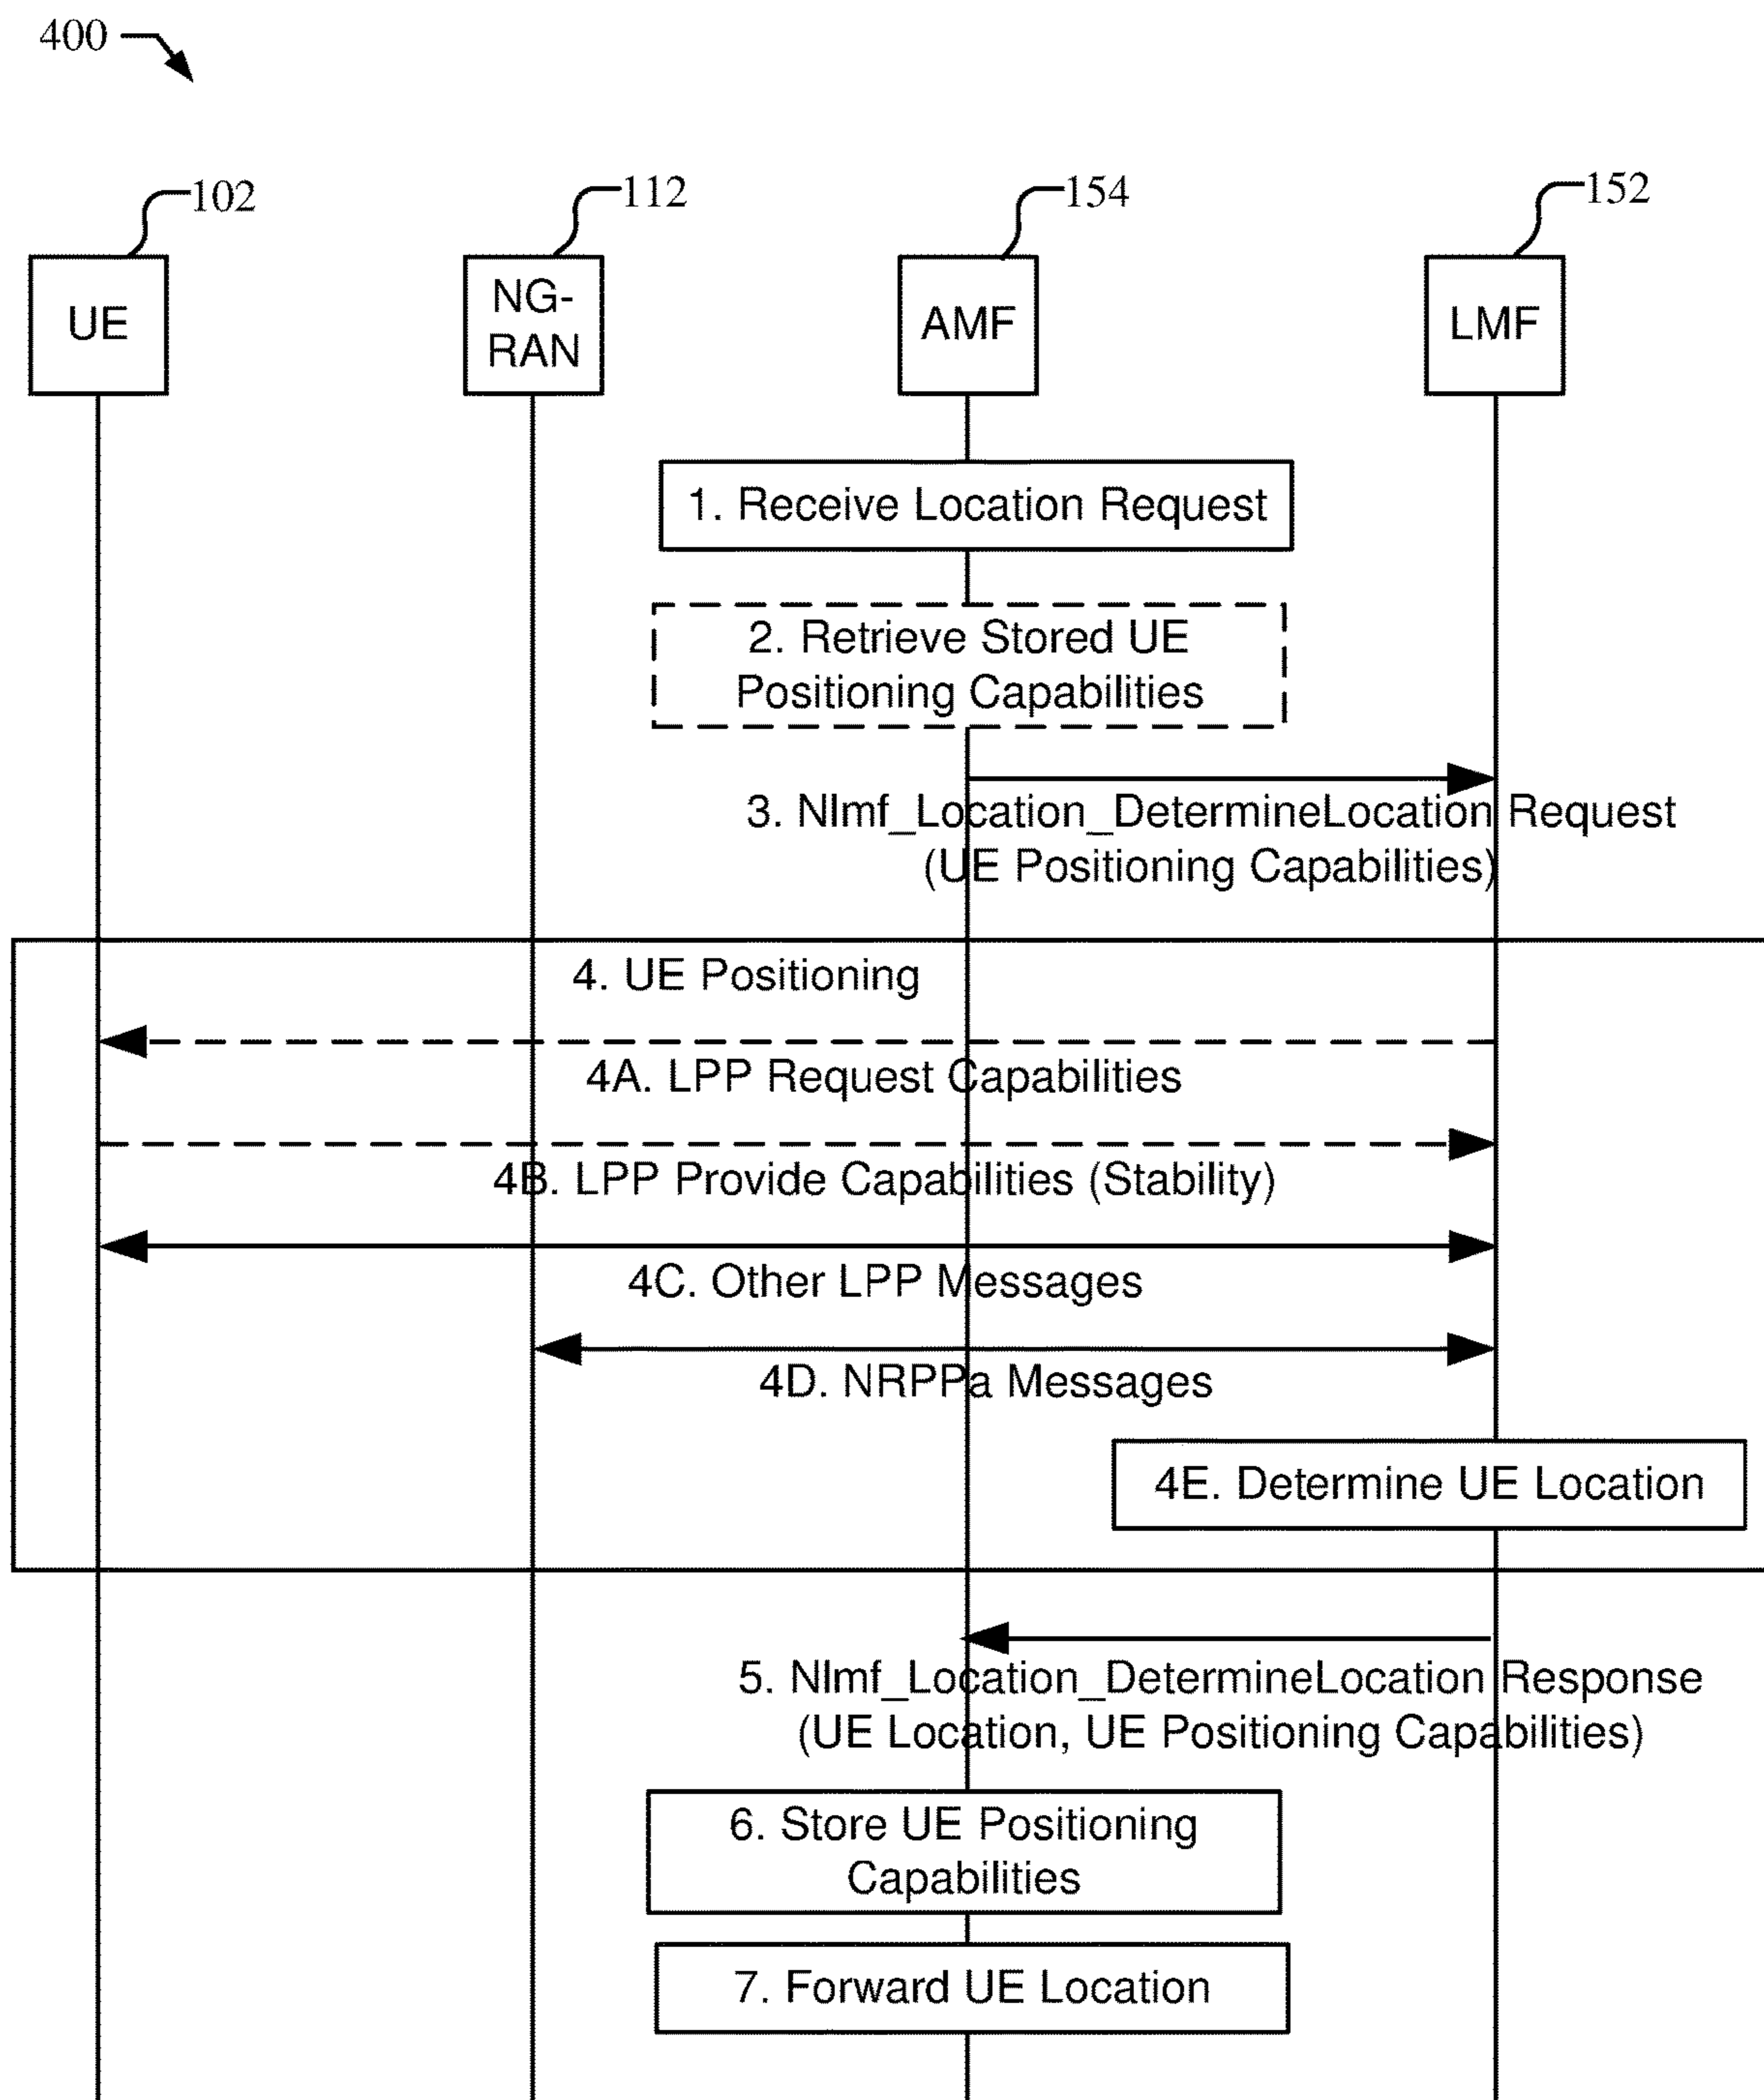 400
102
112
154
152
UE
NG-
RAN
AMF
LMF
1. Receive Location Request
2. Retrieve Stored UE
Positioning Capabilities
3. Nlmf_Location_DetermineLocation Request
(UE Positioning Capabilities)
4. UE Positioning
4A. LPP Request Capabilities
4B. LPP Provide Capabilities (Stability)
4C. Other LPP Messages
4D. NRPPa Messages
4E. Determine UE Location
5. Nlmf_Location_DetermineLocation Response
(UE Location, UE Positioning Capabilities)
6. Store UE Positioning
Capabilities
7. Forward UE Location